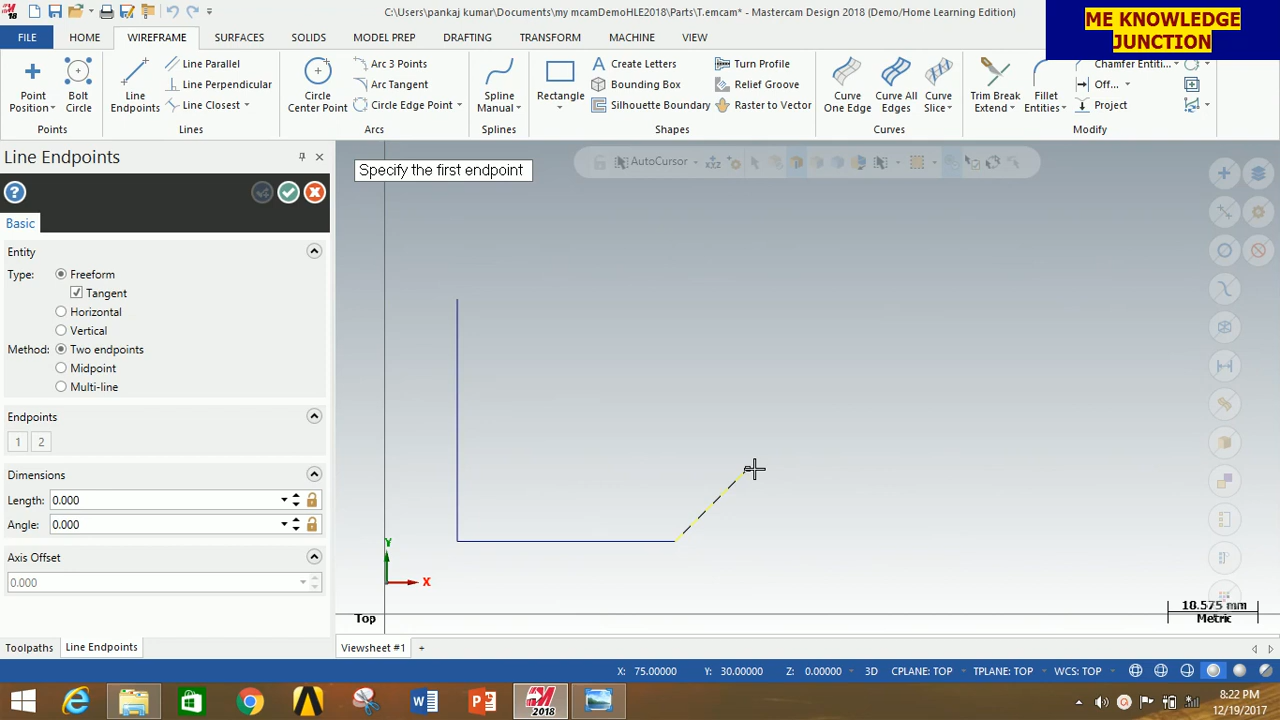 C:\Users\pankaj kumar\Documents\my mcamDemoHLE2018\Parts\T.mcam* - Mastercam Design 2018 (Demo/Home Learning Edition)
ME KNOWLEDGE
JUNCTION
FILE HOME WIREFRAME SURFACES SOLIDS MODEL PREP DRAFTING TRANSFORM MACHINE VIEW
Point Position
Bolt Circle
Points
Line Endpoints
Line Parallel
Line Perpendicular
Line Closest
Lines
Circle Center Point
Arc 3 Points
Arc Tangent
Circle Edge Point
Arcs
Spline Manual
Splines
Rectangle
Create Letters
Bounding Box
Silhouette Boundary
Turn Profile
Relief Groove
Raster to Vector
Shapes
Curve One Edge
Curve All Edges
Curve Slice
Curves
Trim Break Extend
Fillet Entities
Chamfer Entiti...
Off...
Project
Modify
Line Endpoints
Basic
Entity
Type: Freeform
Tangent
Horizontal
Vertical
Method: Two endpoints
Midpoint
Multi-line
Endpoints
1 2
Dimensions
Length: 0.000
Angle: 0.000
Axis Offset
0.000
Toolpaths Line Endpoints
Specify the first endpoint
AutoCursor
XYZ
Y
X
Top
18.575 mm
Metric
Viewsheet #1 +
X: 75.00000 Y: 30.00000 Z: 0.00000 3D CPLANE: TOP TPLANE: TOP WCS: TOP
2018
8:22 PM
12/19/2017